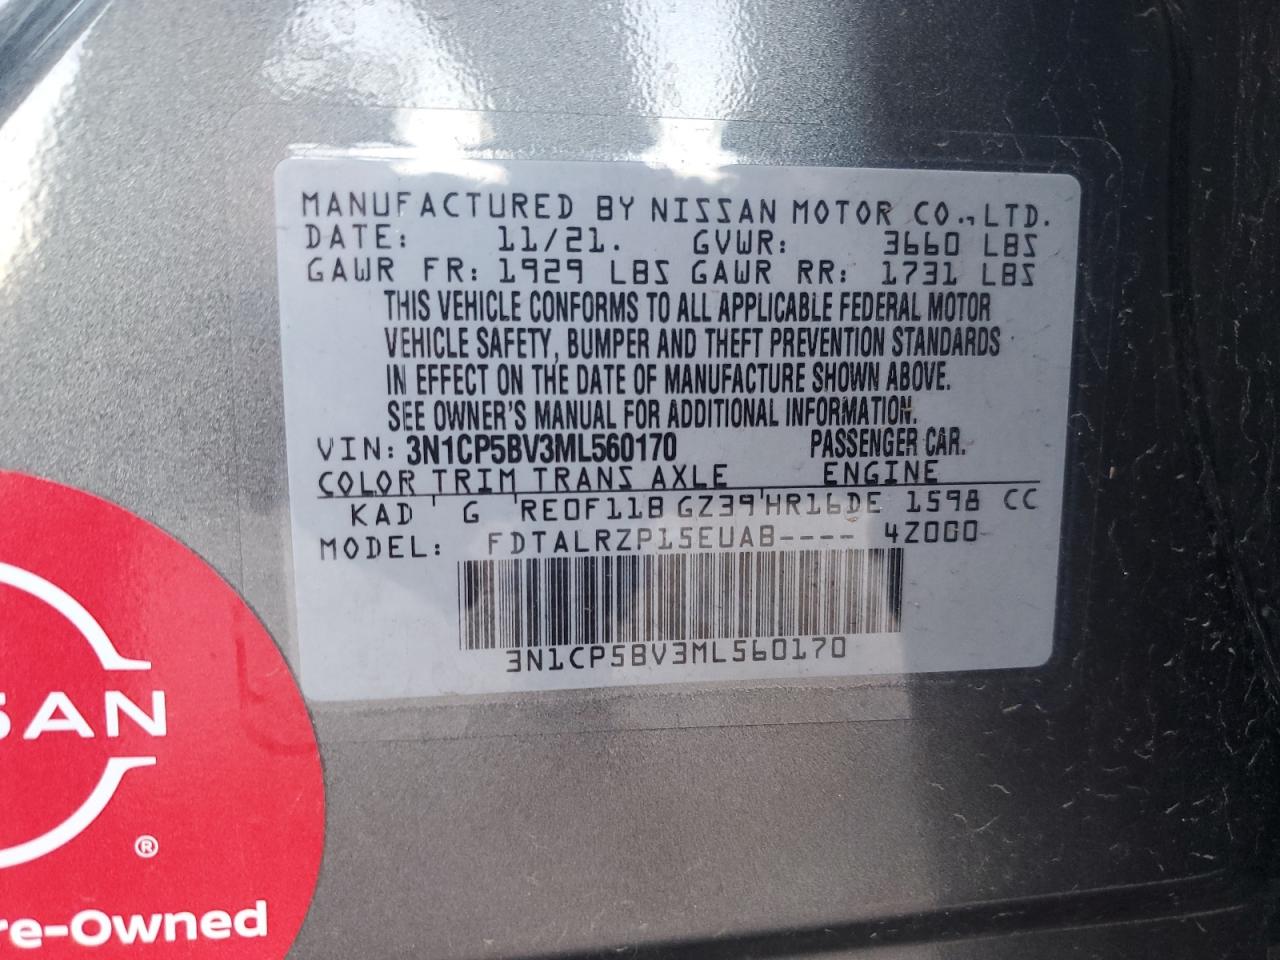 MANUFACTURED BY NISSAN MOTOR CO., LTD.
DATE: 11/21. GVWR: 3660 LBS
GAWR FR: 1929 LBS GAWR RR: 1731 LBS
THIS VEHICLE CONFORMS TO ALL APPLICABLE FEDERAL MOTOR
VEHICLE SAFETY, BUMPER AND THEFT PREVENTION STANDARDS
IN EFFECT ON THE DATE OF MANUFACTURE SHOWN ABOVE.
SEE OWNER'S MANUAL FOR ADDITIONAL INFORMATION.
VIN: 3N1CP5BV3ML560170 PASSENGER CAR.
COLOR TRIM TRANS AXLE ENGINE
KAD G RE0F11B GZ39 HR16DE 1598 CC
MODEL: FDTALRZP15EUAB---- 42000
3N1CP5BV3ML560170
SAN
®
re-Owned